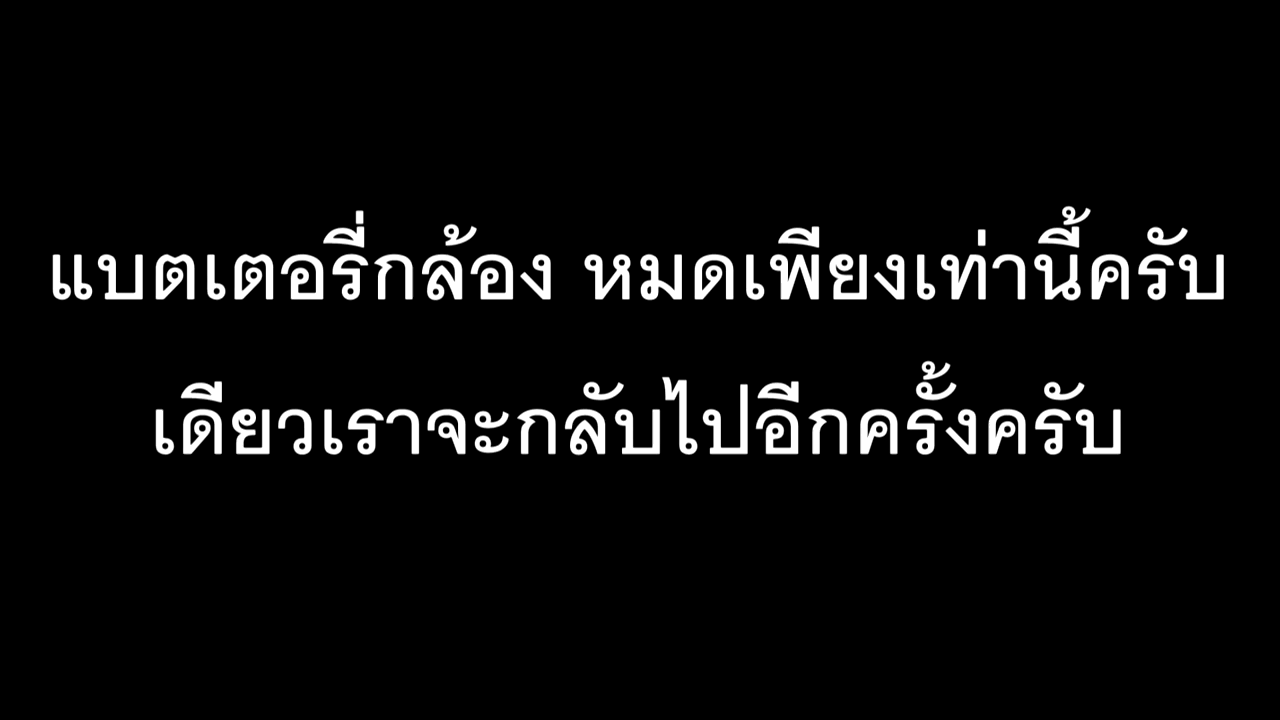 แบตเตอรี่กล้อง หมดเพียงเท่านี้ครับ
เดียวเราจะกลับไปอีกครั้งครับ